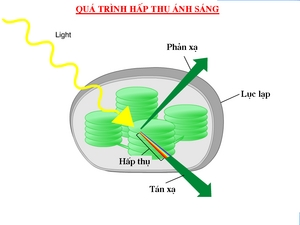 QUÁ TRÌNH HẤP THU ÁNH SÁNG
Light
Phản xạ
Lục lạp
Hấp thụ
Tán xạ